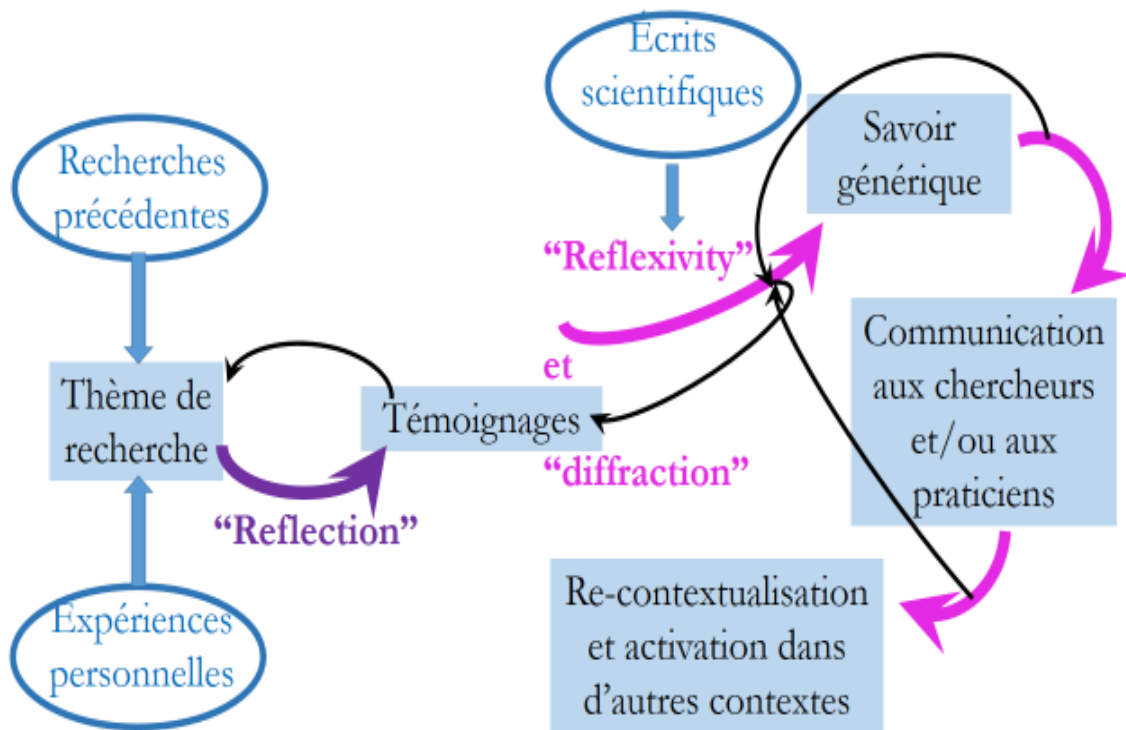 Recherches
précédentes
Thème de
recherche
Expériences
personnelles
“Reflection”
Témoignages
Écrits
scientifiques
“Reflexivity”
et
“diffraction”
Savoir
générique
Communication
aux chercheurs
et/ou aux
praticiens
Re-contextualisation
et activation dans
d’autres contextes